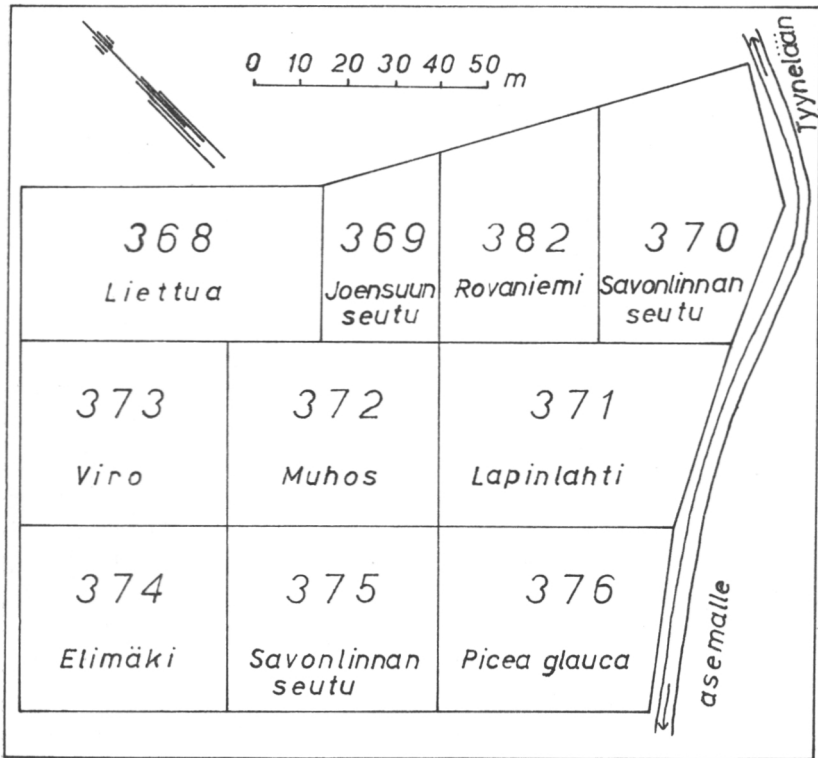 0 10 20 30 40 50 m
Tyynelään
368
Liettua
369
Joensuun
seutu
382
Rovaniemi
370
Savonlinnan
seutu
373
Viro
372
Muhos
371
Lapinlahti
374
Elimäki
375
Savonlinnan
seutu
376
Picea glauca
asemalle